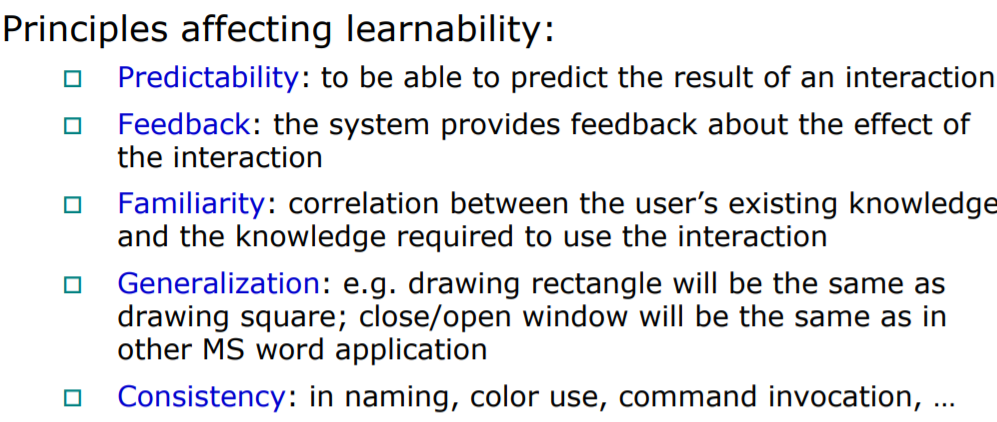 Principles affecting learnability:
Predictability: to be able to predict the result of an interaction
Feedback: the system provides feedback about the effect of
the interaction
Familiarity: correlation between the user's existing knowledge
and the knowledge required to use the interaction
Generalization: e.g. drawing rectangle will be the same as
drawing square; close/open window will be the same as in
other MS word application
Consistency: in naming, color use, command invocation, …